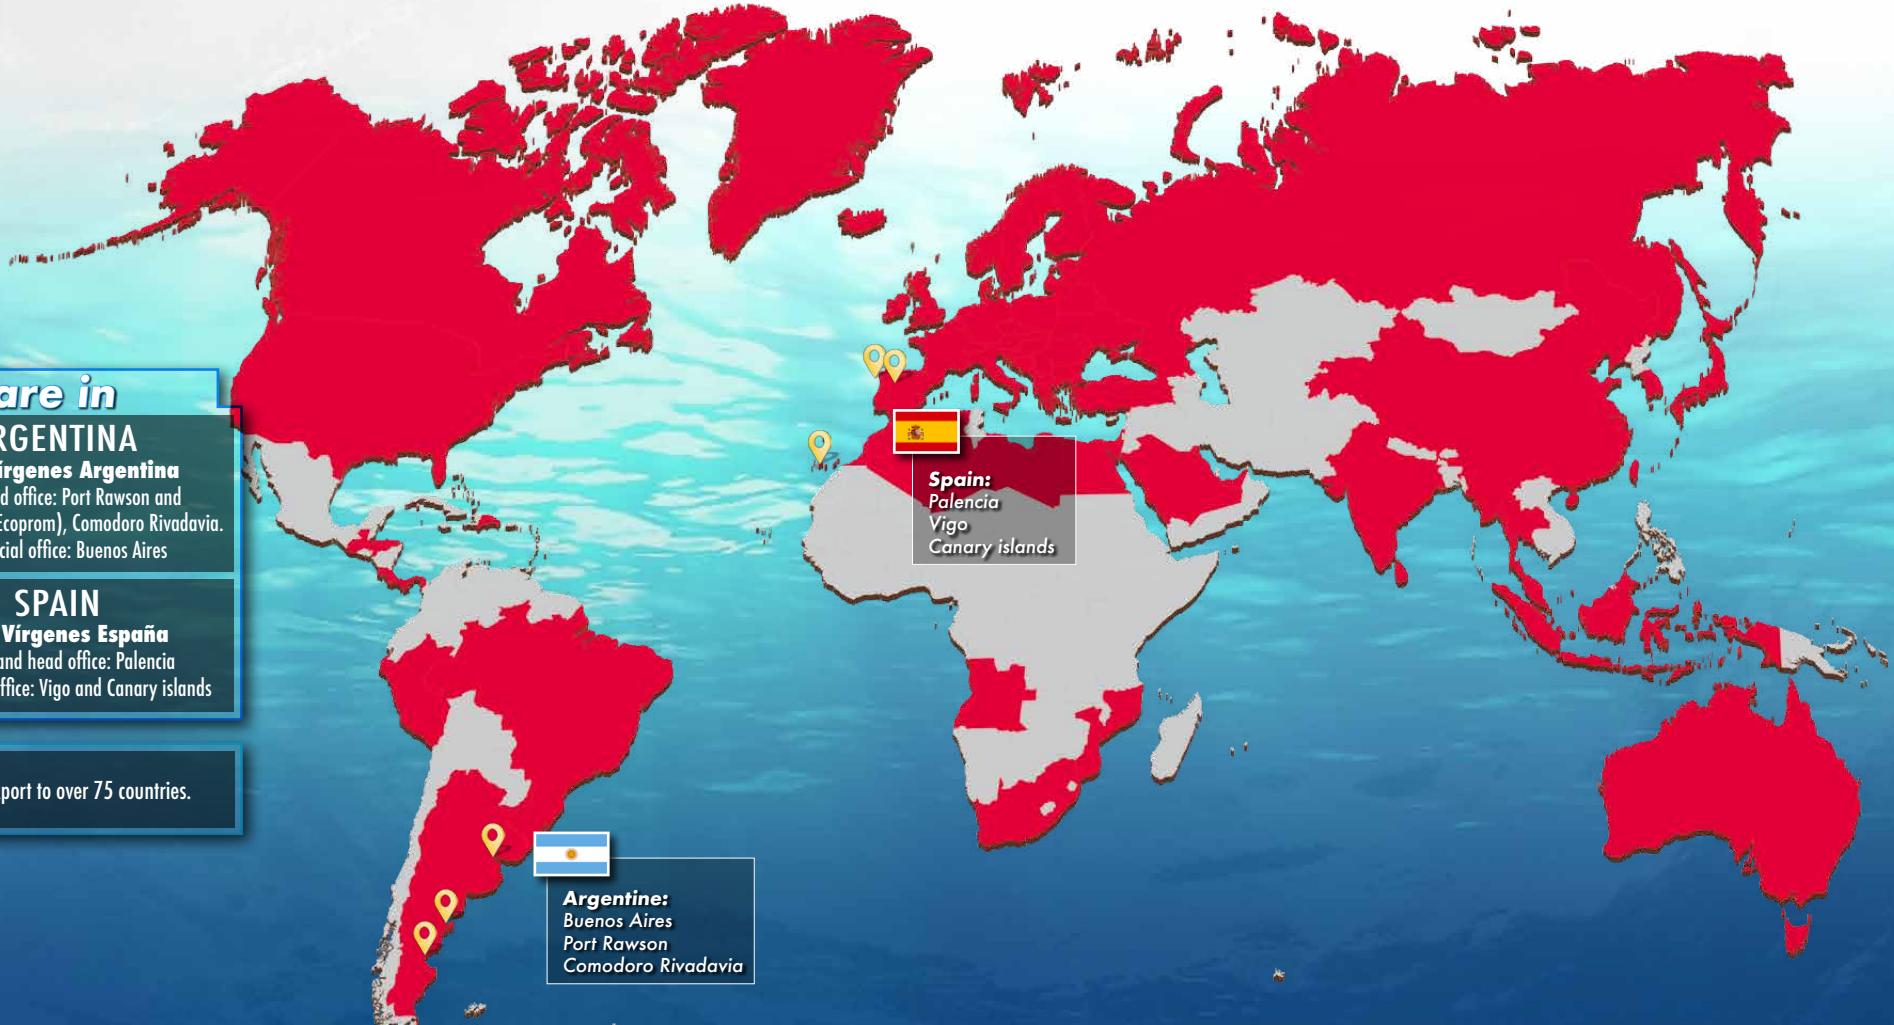 are in
RGENTINA
írgenes Argentina
d office: Port Rawson and
Ecoprom), Comodoro Rivadavia.
cial office: Buenos Aires
SPAIN
Vírgenes España
and head office: Palencia
ffice: Vigo and Canary islands
port to over 75 countries.
Spain:
Palencia
Vigo
Canary islands
Argentine:
Buenos Aires
Port Rawson
Comodoro Rivadavia